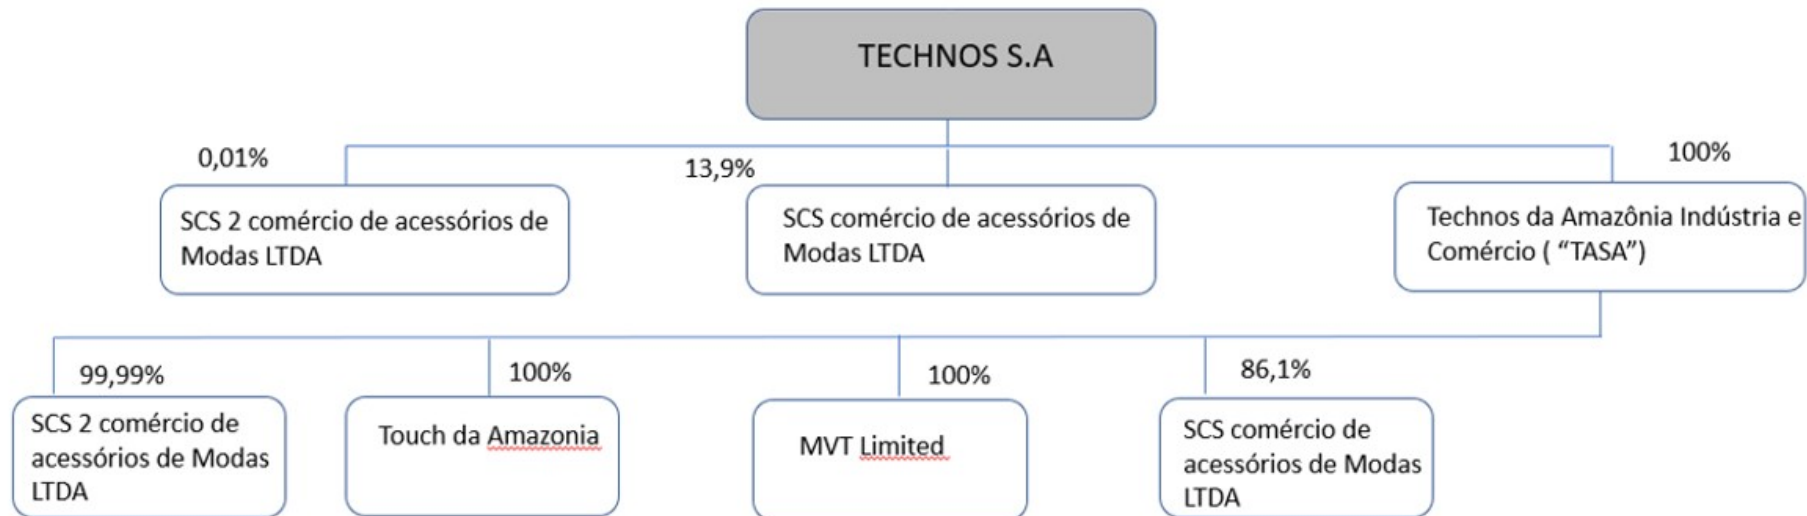 TECHNOS S.A
0,01%
13,9%
100%
SCS 2 comércio de acessórios de
Modas LTDA
SCS comércio de acessórios de
Modas LTDA
Technos da Amazônia Indústria e
Comércio ( “TASA”)
99,99%
100%
100%
86,1%
SCS 2 comércio de
acessórios de Modas
LTDA
Touch da Amazonia
MVT Limited
SCS comércio de
acessórios de Modas
LTDA